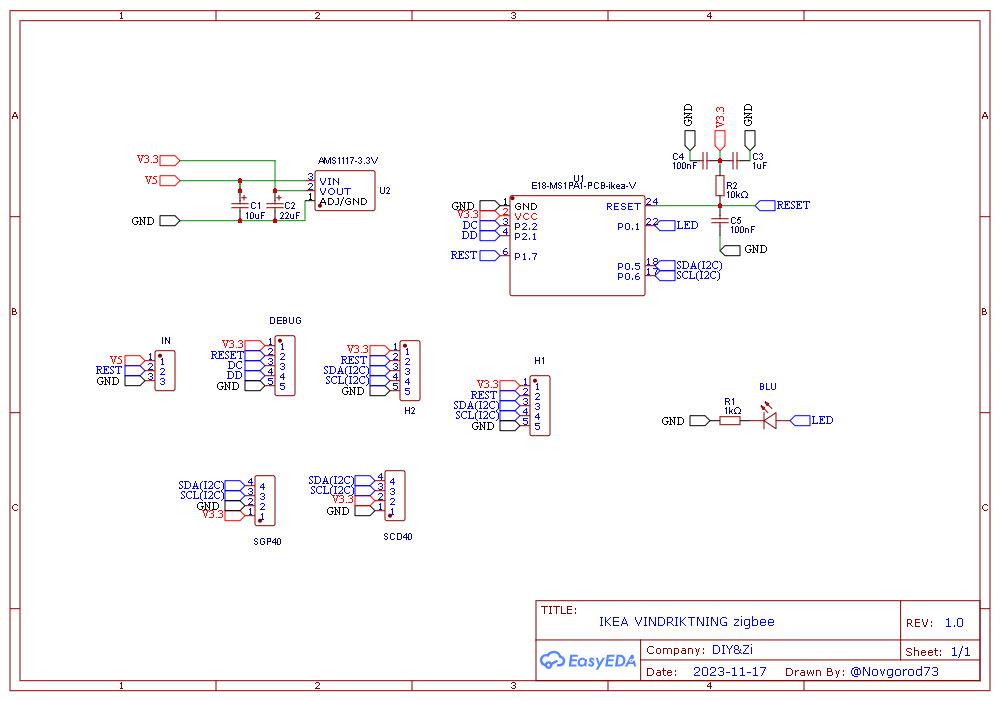 1 2 3 4
A A
B B
C C
V3.3
V5
GND
C1
10uF
C2
22uF
AMS1117-3.3V
3 VIN
2 VOUT
1 ADJ/GND
U2
GND V3.3 GND
C4
100nF
C3
1uF
R2
10kΩ
U1
E18-MS1PA1-PCB-ikea-V
GND 1 GND
V3.3 2 VCC
DC 3 P2.2
DD 4 P2.1
REST 6 P1.7
RESET 24 RESET
P0.1 22 LED
P0.5 18 SDA(I2C)
P0.6 17 SCL(I2C)
C5
100nF
GND
IN
V5 1 1
REST 2 2
GND 3 3
DEBUG
V3.3 1 1
RESET 2 2
DC 3 3
DD 4 4
GND 5 5
V3.3 1 1
REST 2 2
SDA(I2C) 3 3
SCL(I2C) 4 4
GND 5 5
H2
H1
V3.3 1 1
REST 2 2
SDA(I2C) 3 3
SCL(I2C) 4 4
GND 5 5
BLU
R1
1kΩ
GND LED
SDA(I2C) 4 4
SCL(I2C) 3 3
GND 2 2
V3.3 1 1
SGP40
SDA(I2C) 4 4
SCL(I2C) 3 3
V3.3 2 2
GND 1 1
SCD40
TITLE:
IKEA VINDRIKTNING zigbee
REV: 1.0
EasyEDA
Company: DIY&Zi
Sheet: 1/1
Date: 2023-11-17 Drawn By: @Novgorod73
1 2 3 4